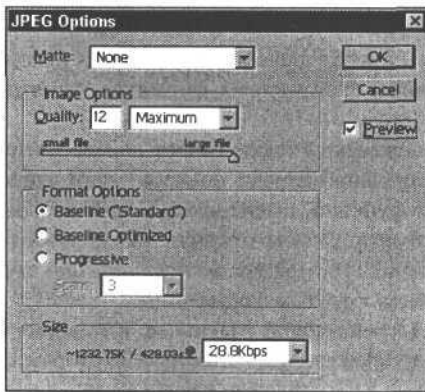 JPEG Options
Matte: None
OK
Cancel
Preview
Image Options
Quality: 12 Maximum
small file large file
Format Options
Baseline ("Standard")
Baseline Optimized
Progressive
Scans: 3
Size
~1232.75K / 428.03s 28.8Kbps